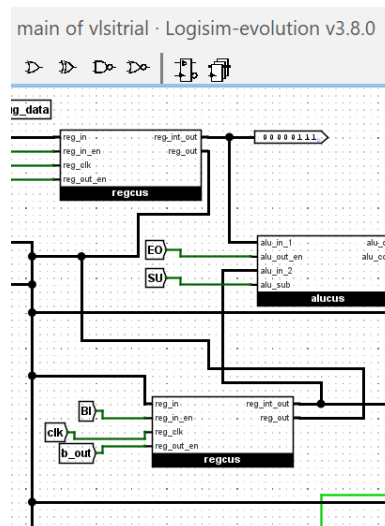 main of vlsitrial · Logisim-evolution v3.8.0
g_data
reg_in reg_int_out
reg_in_en reg_out
reg_clk
reg_out_en
regcus
00000111
EO
SU
alu_in_1
alu_out_en
alu_in_2
alu_sub
alucus
BI
clk
b_out
reg_in reg_int_out
reg_in_en reg_out
reg_clk
reg_out_en
regcus